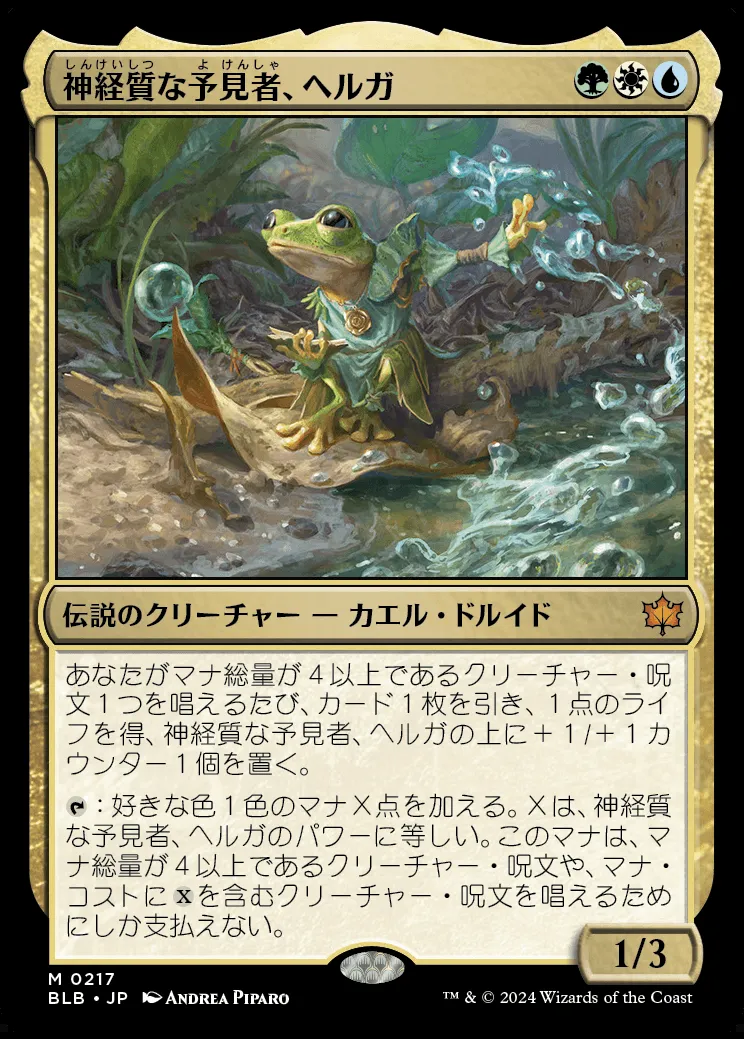 しんけいしつ よけんしゃ
神経質な予見者、ヘルガ
伝説のクリーチャー — カエル・ドルイド
あなたがマナ総量が4以上であるクリーチャー・呪
文1つを唱えるたび、カード1枚を引き、1点のライ
フを得、神経質な予見者、ヘルガの上に+1/+1カ
ウンター1個を置く。
:好きな色1色のマナX点を加える。Xは、神経質
な予見者、ヘルガのパワーに等しい。このマナは、マ
ナ総量が4以上であるクリーチャー・呪文や、マナ・
コストにXを含むクリーチャー・呪文を唱えるため
にしか支払えない。
1/3
M 0217
BLB • JP Andrea Piparo
™ & © 2024 Wizards of the Coast